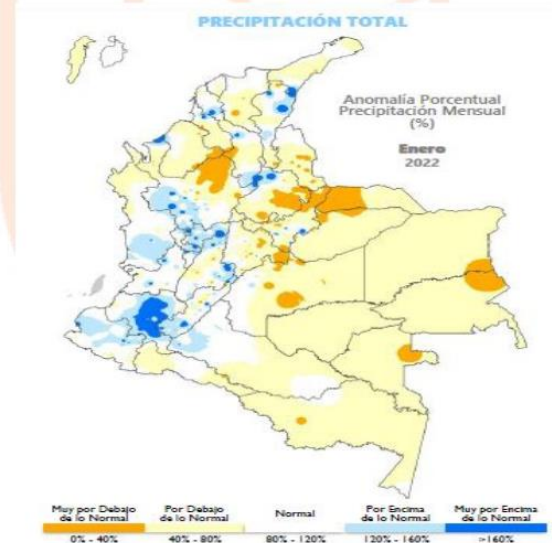 PRECIPITACIÓN TOTAL
Anomalía Porcentual
Precipitación Mensual
(%)
Enero
2022
Muy por Debajo
de lo Normal
Por Debajo
de lo Normal
Normal
Por Encima
de lo Normal
Muy por Encima
de lo Normal
0% - 40%
40% - 80%
80% - 120%
120% - 160%
>160%